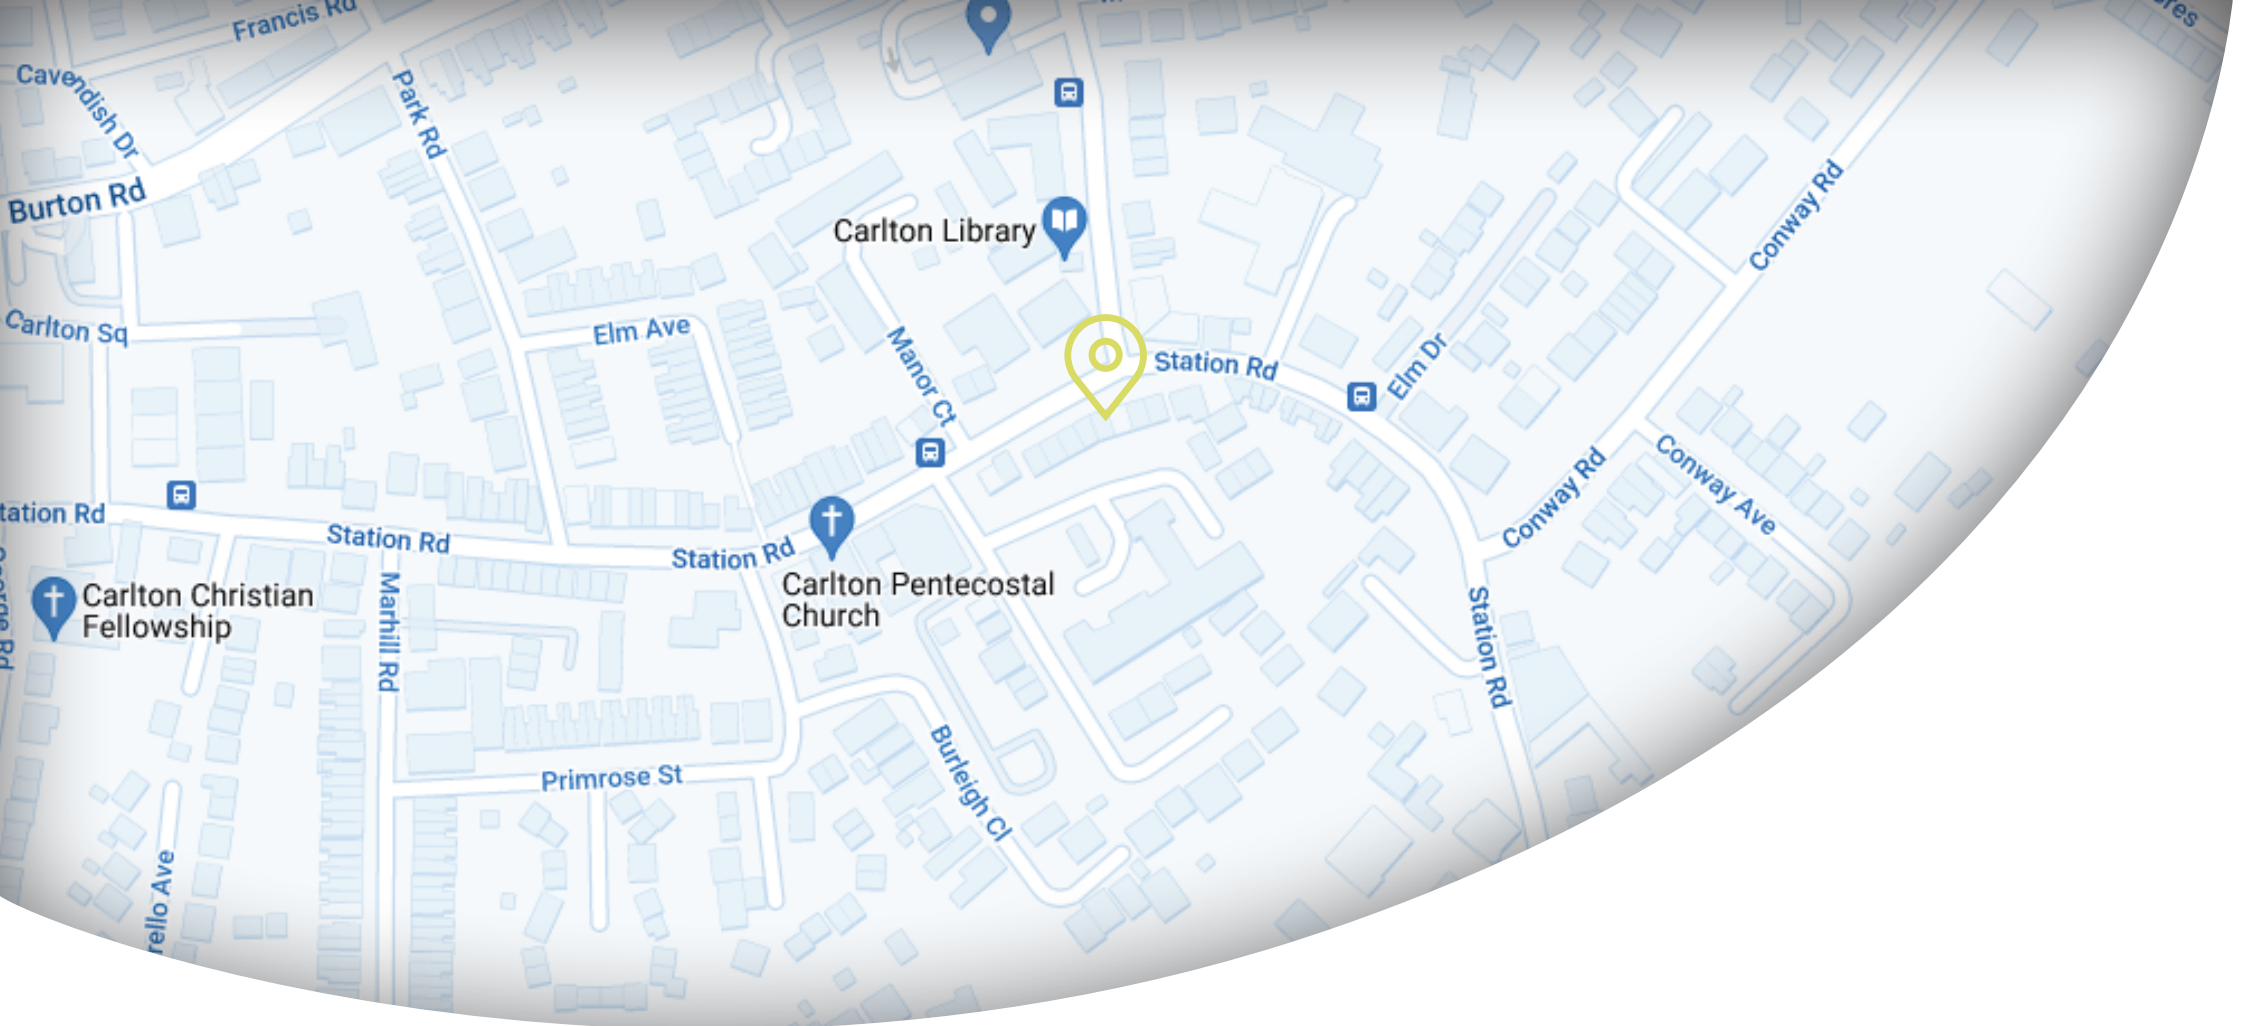 Francis Rd
Cavendish Dr
Park Rd
Burton Rd
Conway Rd
Carlton Library
Carlton Sq
Elm Ave
Manor Ct
Station Rd
Elm Dr
Conway Rd
Conway Ave
tation Rd
Station Rd
Station Rd
Carlton Pentecostal
Church
Carlton Christian
Fellowship
Marhill Rd
Station Rd
Primrose St
Burleigh Cl
rello Ave